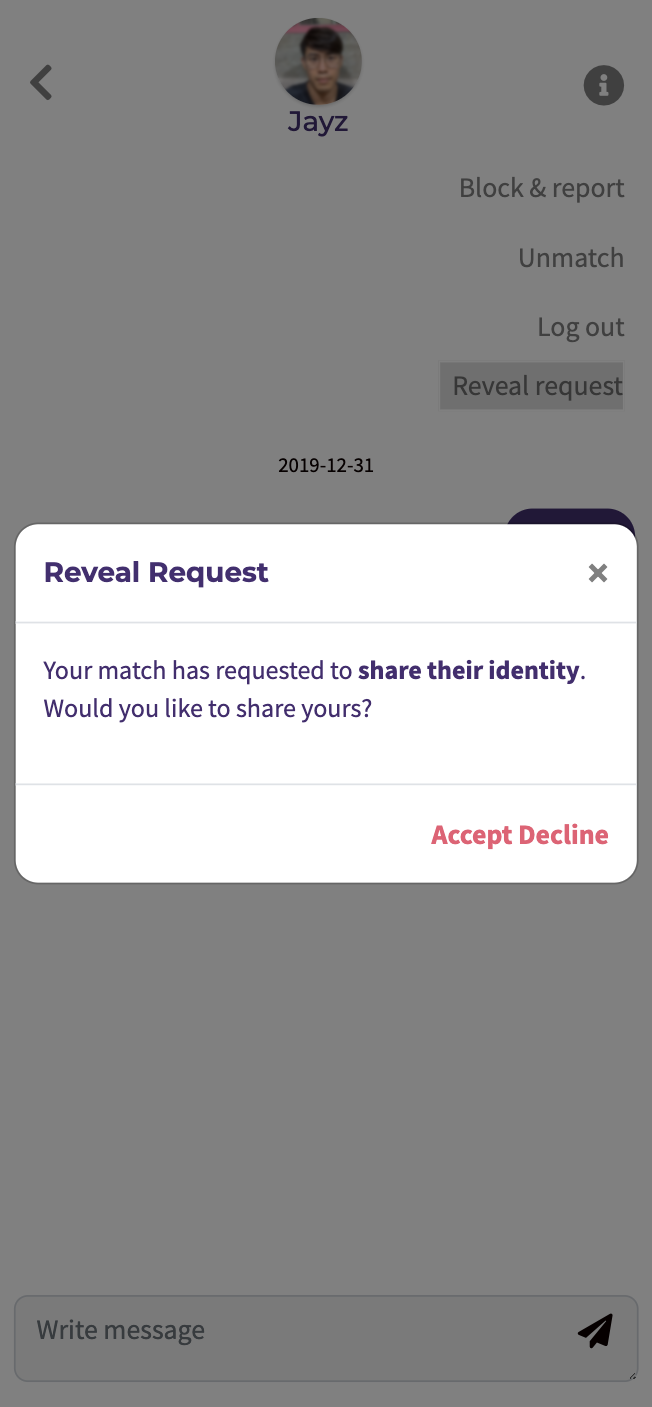 Jayz
Block & report
Unmatch
Log out
Reveal request
2019-12-31
Reveal Request
Your match has requested to share their identity.
Would you like to share yours?
Accept Decline
Write message